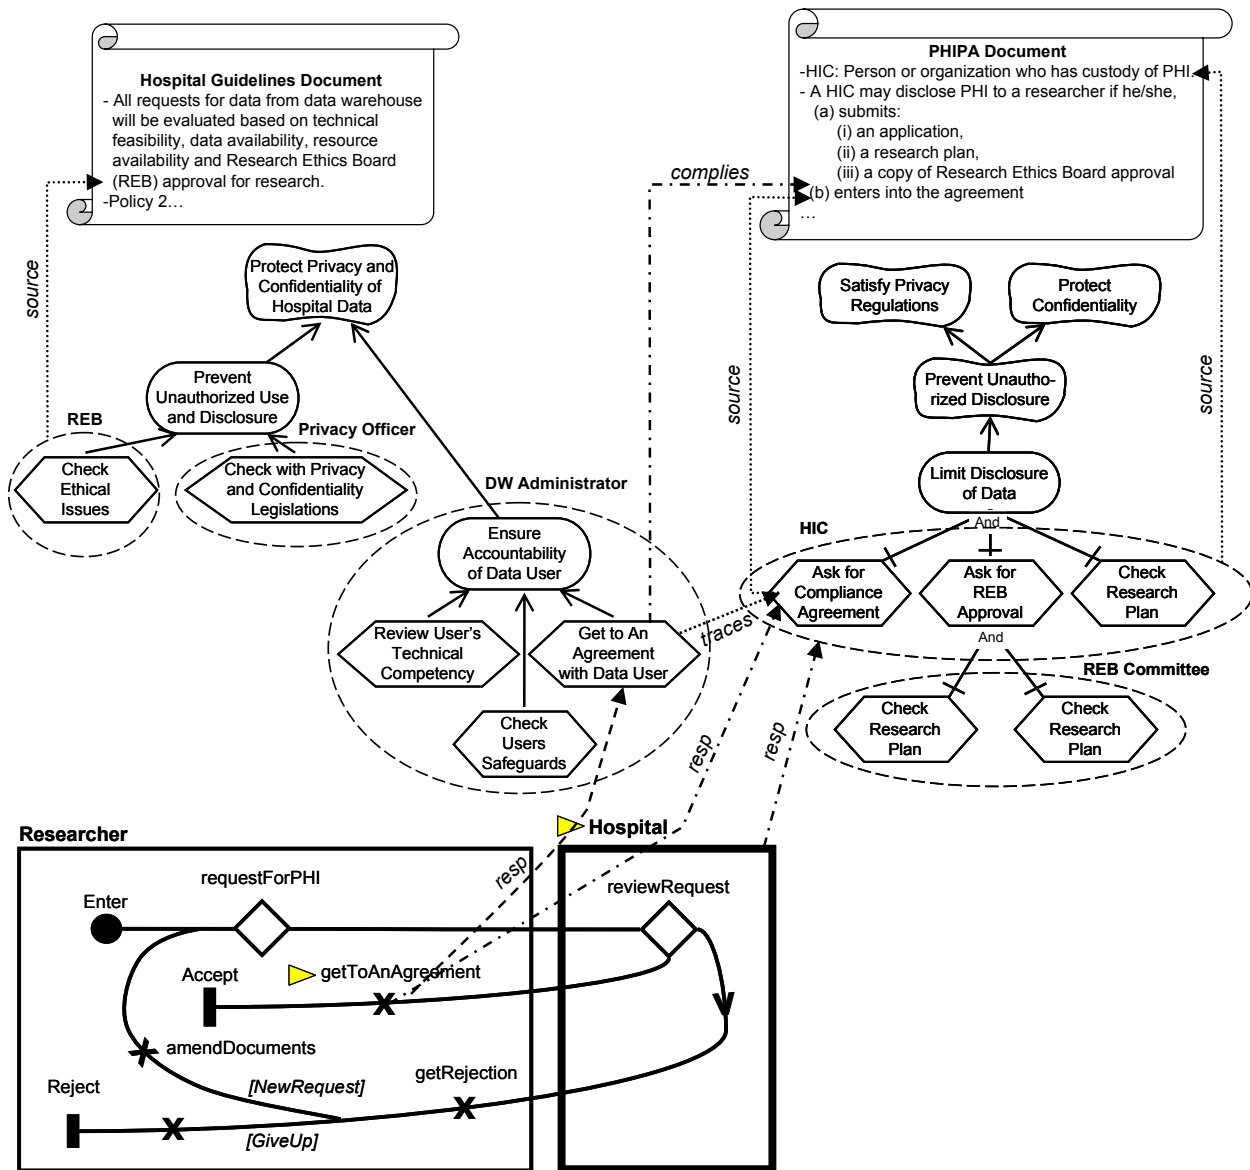 Hospital Guidelines Document
- All requests for data from data warehouse
will be evaluated based on technical
feasibility, data availability, resource
availability and Research Ethics Board
(REB) approval for research.
-Policy 2…
PHIPA Document
-HIC: Person or organization who has custody of PHI.
- A HIC may disclose PHI to a researcher if he/she,
(a) submits:
(i) an application,
(ii) a research plan,
(iii) a copy of Research Ethics Board approval
(b) enters into the agreement
…
complies
source
source
source
Protect Privacy and
Confidentiality of
Hospital Data
Satisfy Privacy
Regulations
Protect
Confidentiality
Prevent
Unauthorized Use
and Disclosure
Prevent Unautho-
rized Disclosure
REB
Privacy Officer
Check
Ethical
Issues
Check with Privacy
and Confidentiality
Legislations
DW Administrator
Limit Disclosure
of Data
And
HIC
Ensure
Accountability
of Data User
Ask for
Compliance
Agreement
Ask for
REB
Approval
Check
Research
Plan
Review User's
Technical
Competency
Get to An
Agreement
with Data User
traces
And
REB Committee
Check
Users
Safeguards
Check
Research
Plan
Check
Research
Plan
resp
resp
resp
Researcher
Hospital
requestForPHI
reviewRequest
Enter
Accept
getToAnAgreement
amendDocuments
Reject
[NewRequest]
getRejection
[GiveUp]